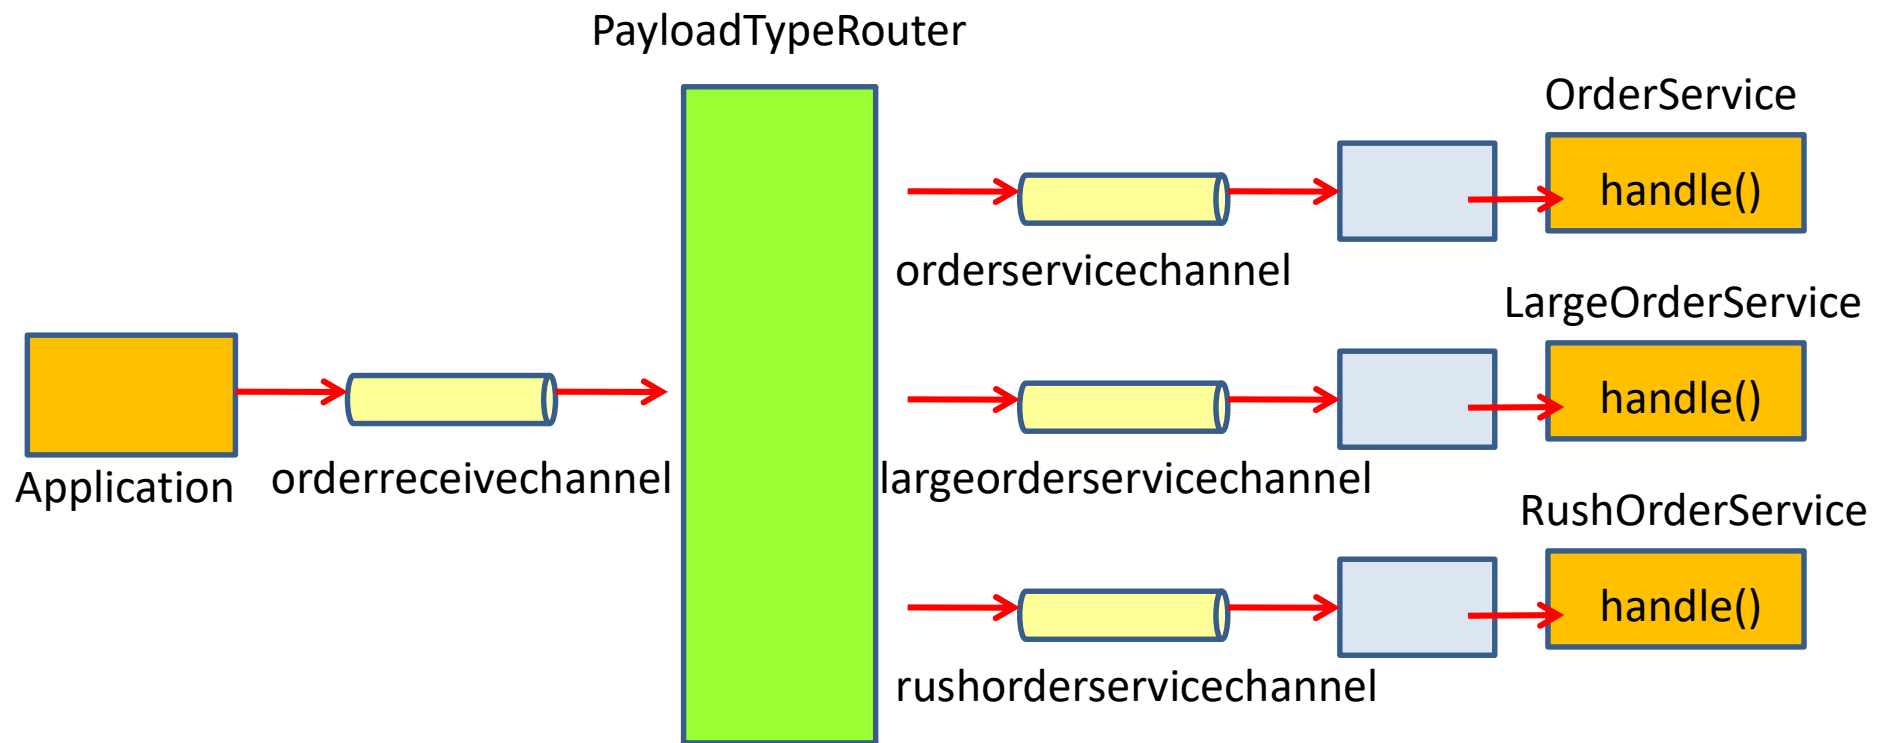 PayloadTypeRouter
OrderService
handle()
orderservicechannel
LargeOrderService
handle()
Application
orderreceivechannel
largeorderservicechannel
RushOrderService
handle()
rushorderservicechannel